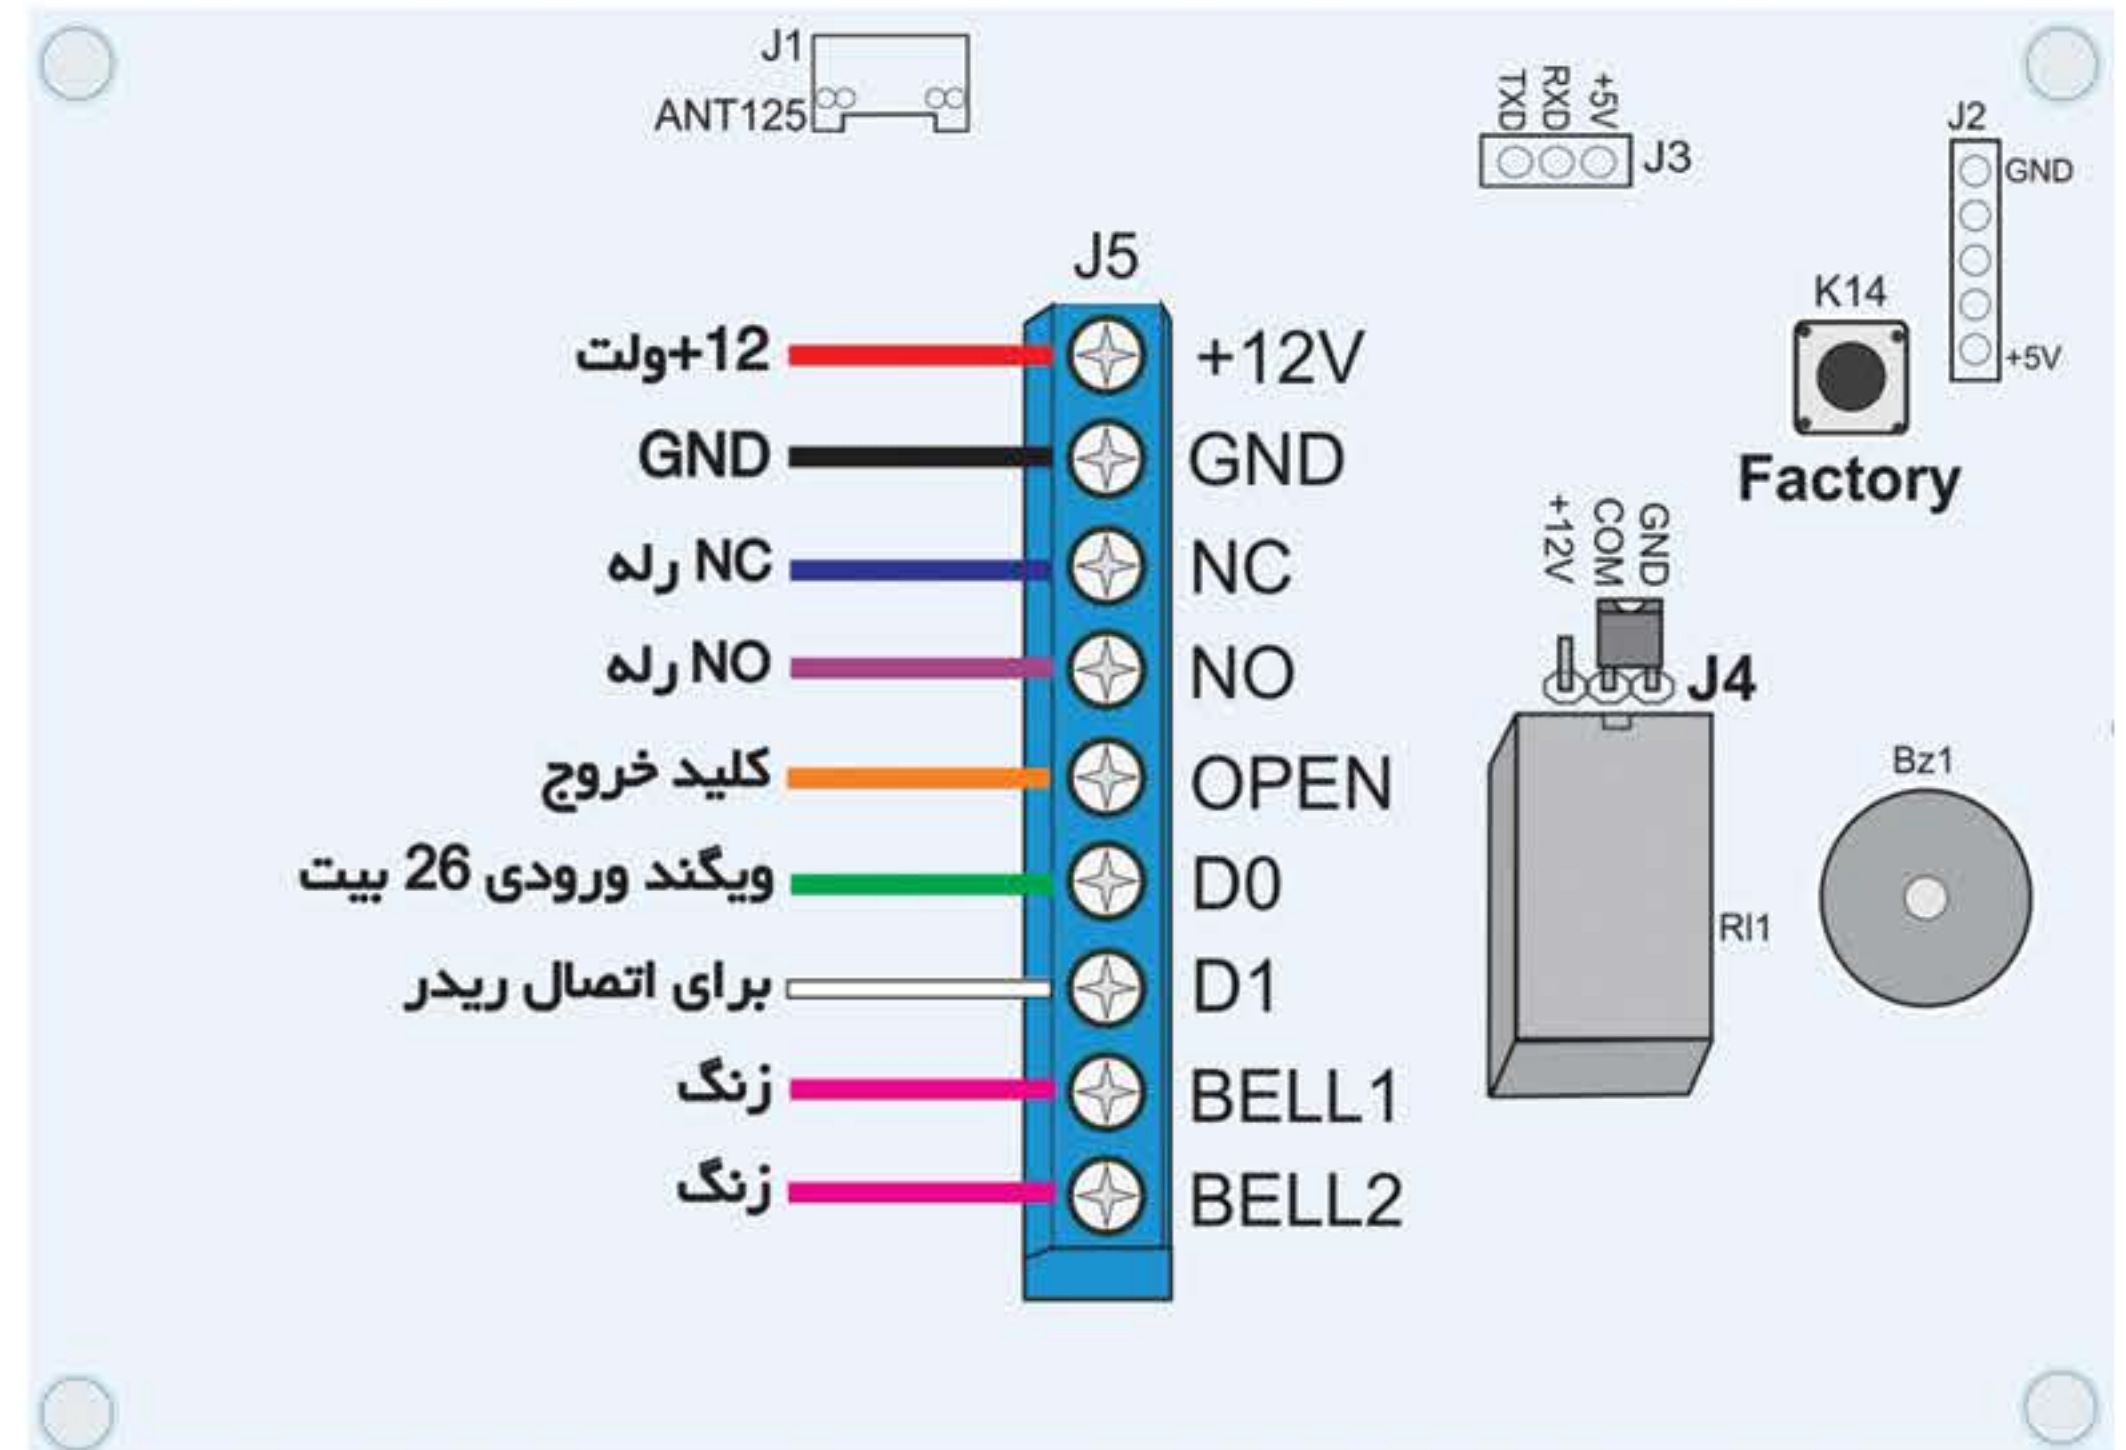 J1
ANT125
TXD
RXD
+5V
J3
J2
GND
+5V
K14
Factory
J5
+12ولت
+12V
GND
GND
NC رله
NC
NO رله
NO
کلید خروج
OPEN
ویگند ورودی 26 بیت
D0
برای اتصال ریدر
D1
زنگ
BELL1
زنگ
BELL2
+12V
COM
GND
J4
Rl1
Bz1